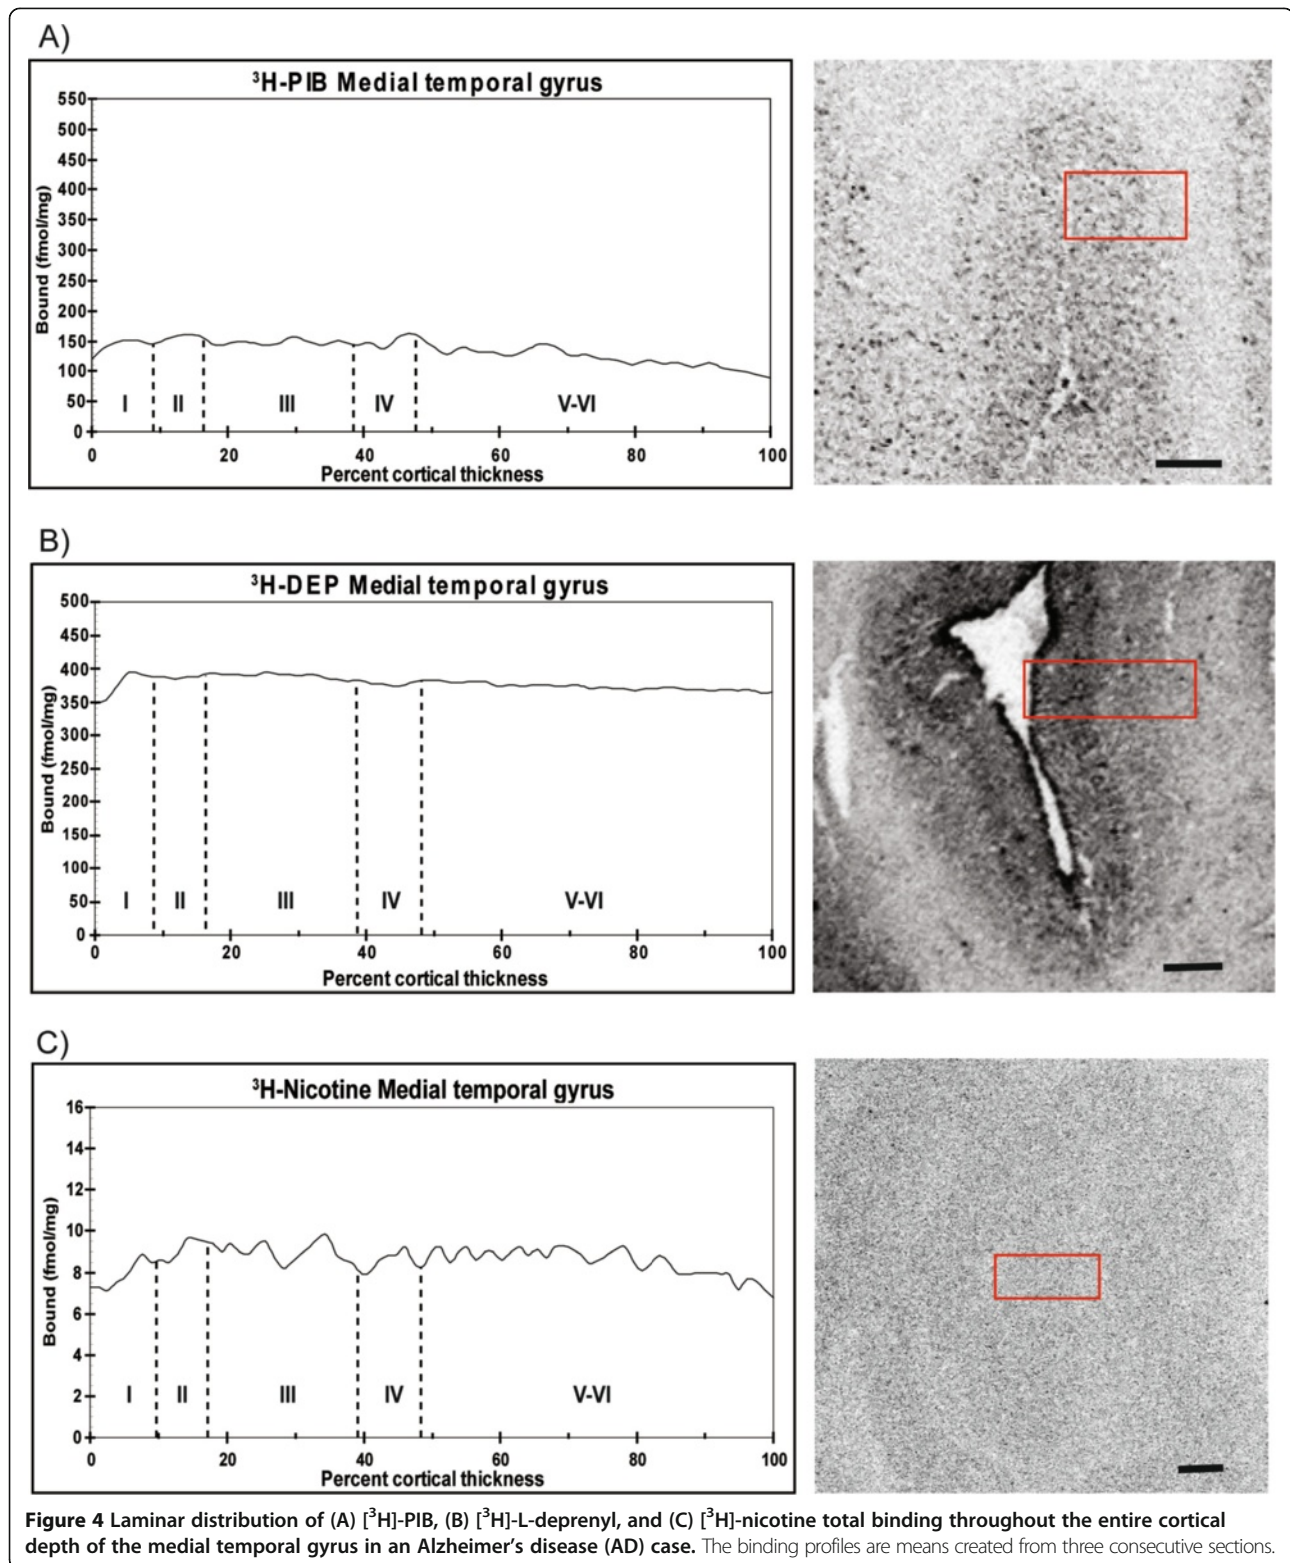 A)
³H-PIB Medial temporal gyrus
550
500
450
400
350
300
250
200
150
100
50
0
Bound (fmol/mg)
I II III IV V-VI
0 20 40 60 80 100
Percent cortical thickness
B)
³H-DEP Medial temporal gyrus
500
450
400
350
300
250
200
150
100
50
0
Bound (fmol/mg)
I II III IV V-VI
0 20 40 60 80 100
Percent cortical thickness
C)
³H-Nicotine Medial temporal gyrus
16
14
12
10
8
6
4
2
0
Bound (fmol/mg)
I II III IV V-VI
0 20 40 60 80 100
Percent cortical thickness
Figure 4 Laminar distribution of (A) [³H]-PIB, (B) [³H]-L-deprenyl, and (C) [³H]-nicotine total binding throughout the entire cortical
depth of the medial temporal gyrus in an Alzheimer's disease (AD) case. The binding profiles are means created from three consecutive sections.